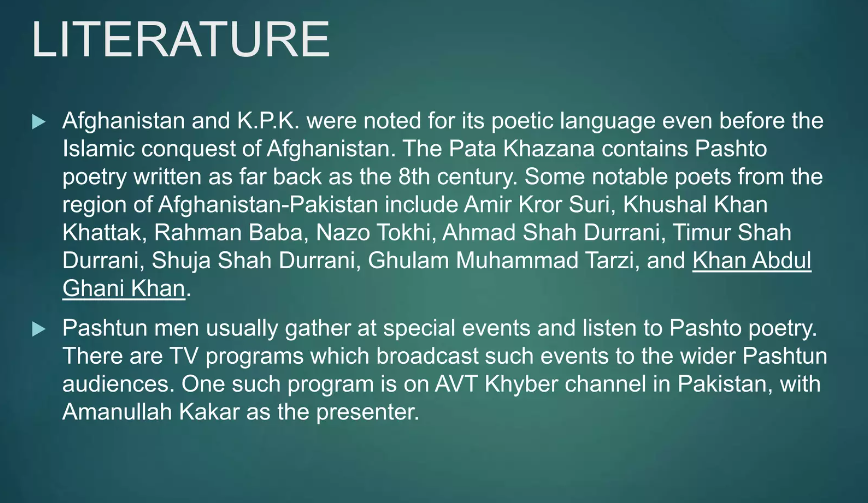 LITERATURE
Afghanistan and K.P.K. were noted for its poetic language even before the
Islamic conquest of Afghanistan. The Pata Khazana contains Pashto
poetry written as far back as the 8th century. Some notable poets from the
region of Afghanistan-Pakistan include Amir Kror Suri, Khushal Khan
Khattak, Rahman Baba, Nazo Tokhi, Ahmad Shah Durrani, Timur Shah
Durrani, Shuja Shah Durrani, Ghulam Muhammad Tarzi, and Khan Abdul
Ghani Khan.
Pashtun men usually gather at special events and listen to Pashto poetry.
There are TV programs which broadcast such events to the wider Pashtun
audiences. One such program is on AVT Khyber channel in Pakistan, with
Amanullah Kakar as the presenter.